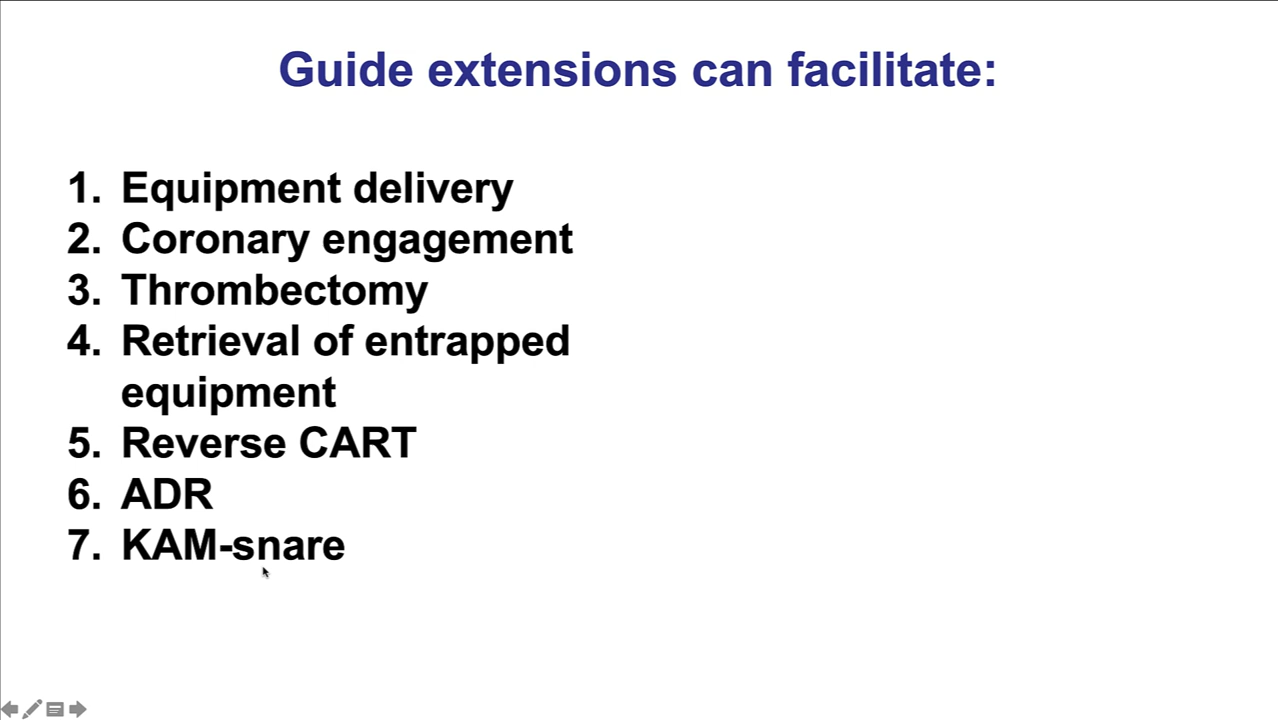 Guide extensions can facilitate:
1. Equipment delivery
2. Coronary engagement
3. Thrombectomy
4. Retrieval of entrapped
equipment
5. Reverse CART
6. ADR
7. KAM-snare